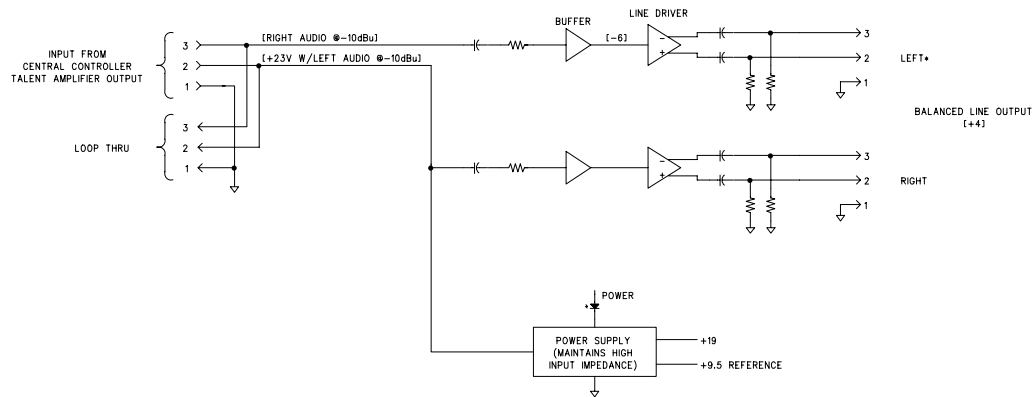 LINE DRIVER
BUFFER
[RIGHT AUDIO @-10dBu]
[-6]
3
3
INPUT FROM
CENTRAL CONTROLLER
TALENT AMPLIFIER OUTPUT
2
[+23V W/LEFT AUDIO @-10dBu]
2
LEFT*
1
1
BALANCED LINE OUTPUT
[+4]
3
LOOP THRU
2
1
3
2
RIGHT
1
POWER
POWER SUPPLY
(MAINTAINS HIGH
INPUT IMPEDANCE)
+19
+9.5 REFERENCE